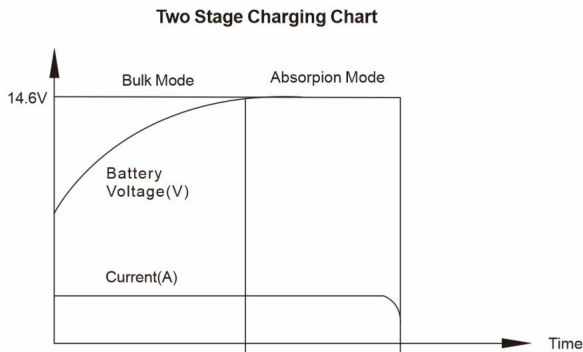 Two Stage Charging Chart
Bulk Mode
Absorpion Mode
14.6V
Battery
Voltage(V)
Current(A)
Time